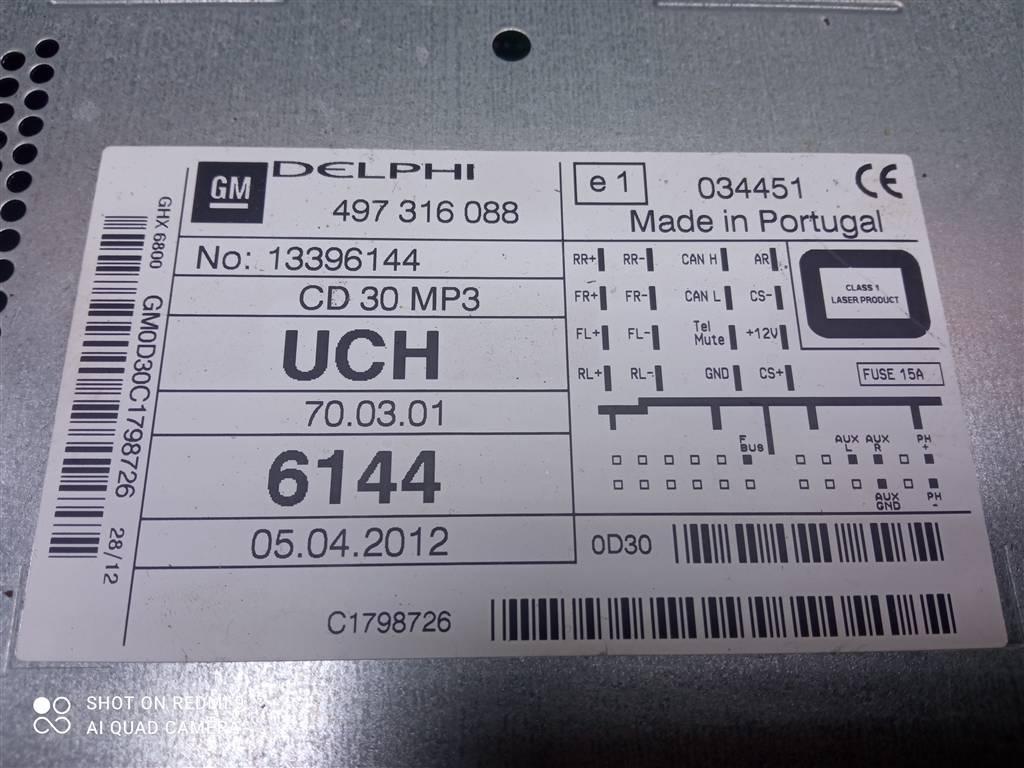 GM DELPHI
497 316 088
No: 13396144
CD 30 MP3
UCH
70.03.01
6144
05.04.2012
C1798726
GHX 6800
GM0D30C1798726
28/12
e 1 034451 CE
Made in Portugal
RR+ RR- CAN H AR
FR+ FR- CAN L CS-
FL+ FL- Tel Mute +12V
RL+ RL- GND CS+
CLASS 1
LASER PRODUCT
FUSE 15A
F BUS AUX L AUX R PH +
AUX GND PH -
0D30
SHOT ON REDMI 9
AI QUAD CAMERA